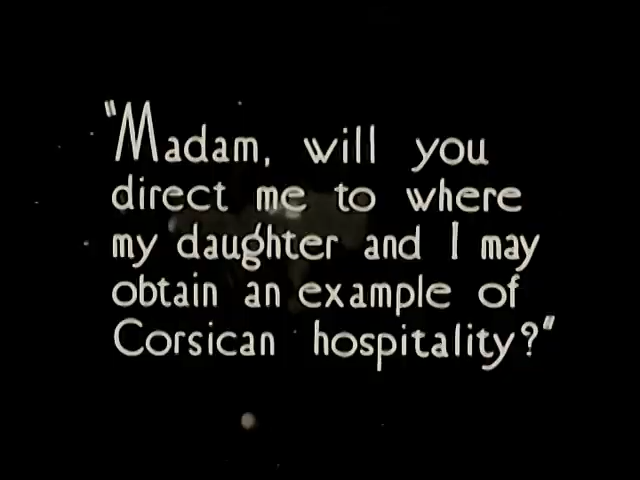 "Madam, will you
direct me to where
my daughter and I may
obtain an example of
Corsican hospitality?"